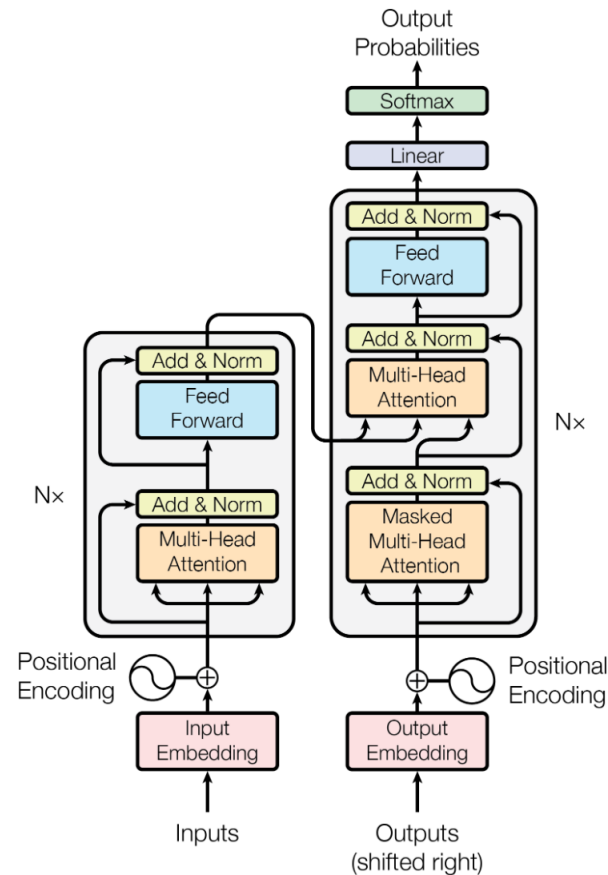 Output
Probabilities
Softmax
Linear
Add & Norm
Feed
Forward
Add & Norm
Multi-Head
Attention
Add & Norm
Masked
Multi-Head
Attention
Nx
Add & Norm
Feed
Forward
Add & Norm
Multi-Head
Attention
Nx
Positional
Encoding
Positional
Encoding
Input
Embedding
Output
Embedding
Inputs
Outputs
(shifted right)